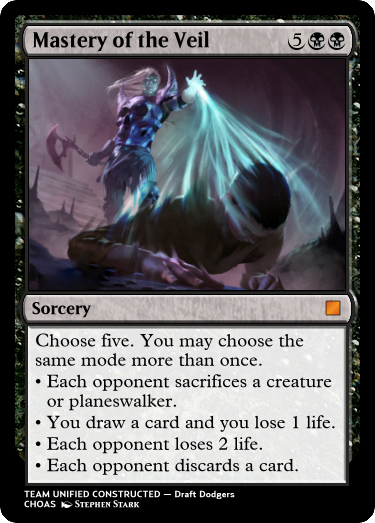 Mastery of the Veil 5
Sorcery
Choose five. You may choose the
same mode more than once.
• Each opponent sacrifices a creature
or planeswalker.
• You draw a card and you lose 1 life.
• Each opponent loses 2 life.
• Each opponent discards a card.
TEAM UNIFIED CONSTRUCTED — Draft Dodgers
CHOAS Stephen Stark